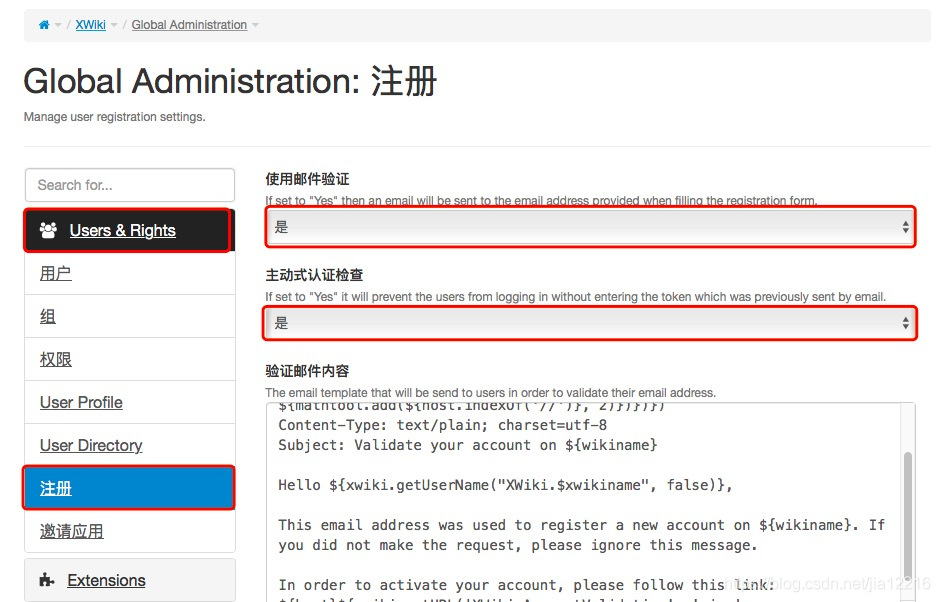 / XWiki / Global Administration
Global Administration: 注册
Manage user registration settings.
Search for...
Users & Rights
用户
组
权限
User Profile
User Directory
注册
邀请应用
Extensions
使用邮件验证
If set to "Yes" then an email will be sent to the email address provided when filling the registration form.
是
主动式认证检查
If set to "Yes" it will prevent the users from logging in without entering the token which was previously sent by email.
是
验证邮件内容
The email template that will be send to users in order to validate their email address.
${mathtool.add(${host.indexOf('//')}, 2)})})})
Content-Type: text/plain; charset=utf-8
Subject: Validate your account on ${wikiname}
Hello ${xwiki.getUserName("XWiki.$xwikiname", false)},
This email address was used to register a new account on ${wikiname}. If
you did not make the request, please ignore this message.
In order to activate your account, please follow this link:
https://blog.csdn.net/jia12216